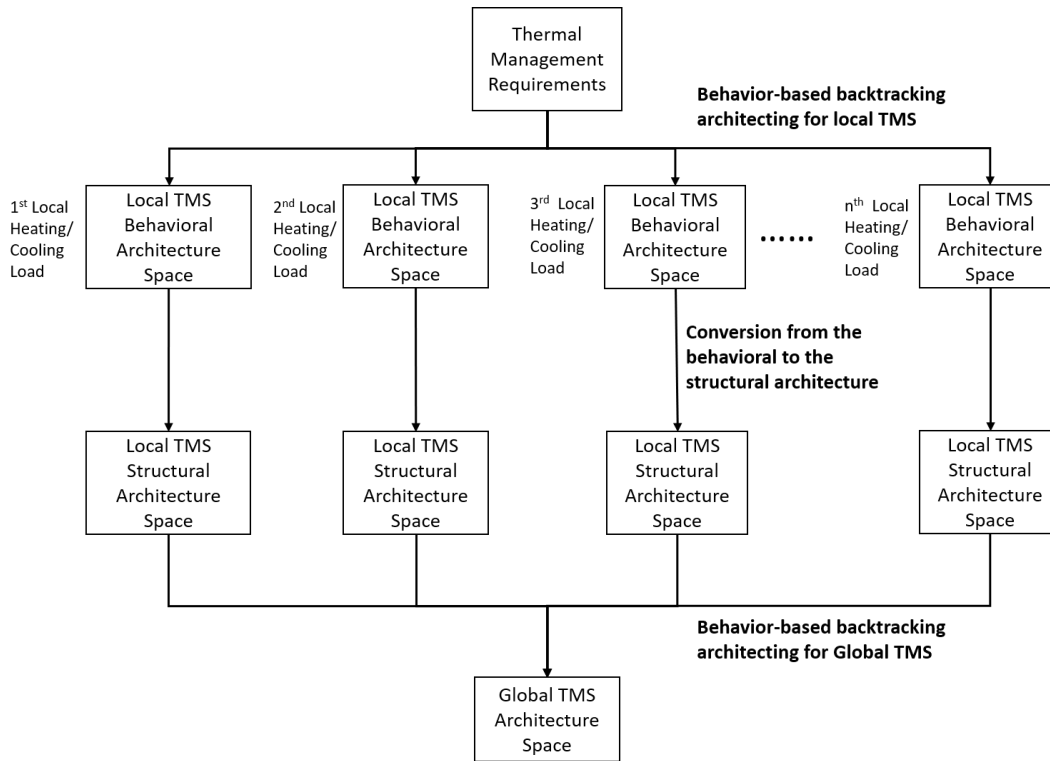 Thermal
Management
Requirements
Behavior-based backtracking
architecting for local TMS
1st Local
Heating/
Cooling
Load
Local TMS
Behavioral
Architecture
Space
2nd Local
Heating/
Cooling
Load
Local TMS
Behavioral
Architecture
Space
3rd Local
Heating/
Cooling
Load
Local TMS
Behavioral
Architecture
Space
......
nth Local
Heating/
Cooling
Load
Local TMS
Behavioral
Architecture
Space
Conversion from the
behavioral to the
structural architecture
Local TMS
Structural
Architecture
Space
Local TMS
Structural
Architecture
Space
Local TMS
Structural
Architecture
Space
Local TMS
Structural
Architecture
Space
Behavior-based backtracking
architecting for Global TMS
Global TMS
Architecture
Space